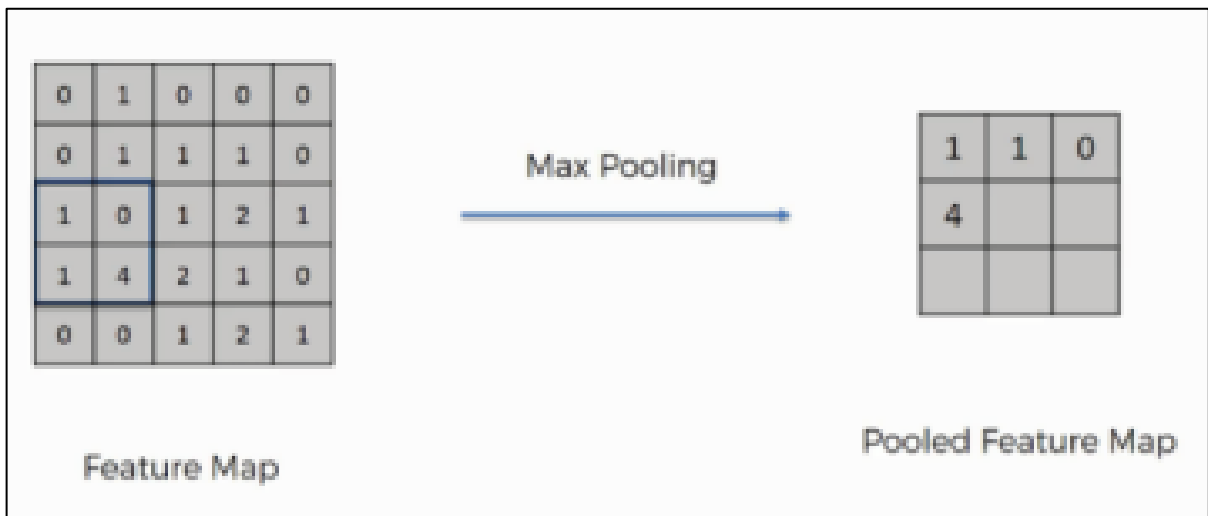 0 1 0 0 0
0 1 1 1 0
1 0 1 2 1
1 4 2 1 0
0 0 1 2 1
Feature Map
Max Pooling
1 1 0
4
Pooled Feature Map